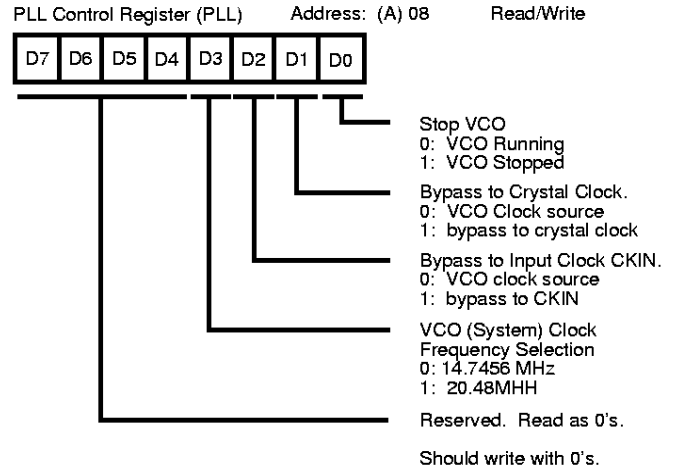 PLL Control Register (PLL) Address: (A) 08 Read/Write
D7 D6 D5 D4 D3 D2 D1 D0
Stop VCO
0: VCO Running
1: VCO Stopped
Bypass to Crystal Clock.
0: VCO Clock source
1: bypass to crystal clock
Bypass to Input Clock CKIN.
0: VCO clock source
1: bypass to CKIN
VCO (System) Clock
Frequency Selection
0: 14.7456 MHz
1: 20.48MHH
Reserved. Read as 0's.
Should write with 0's.